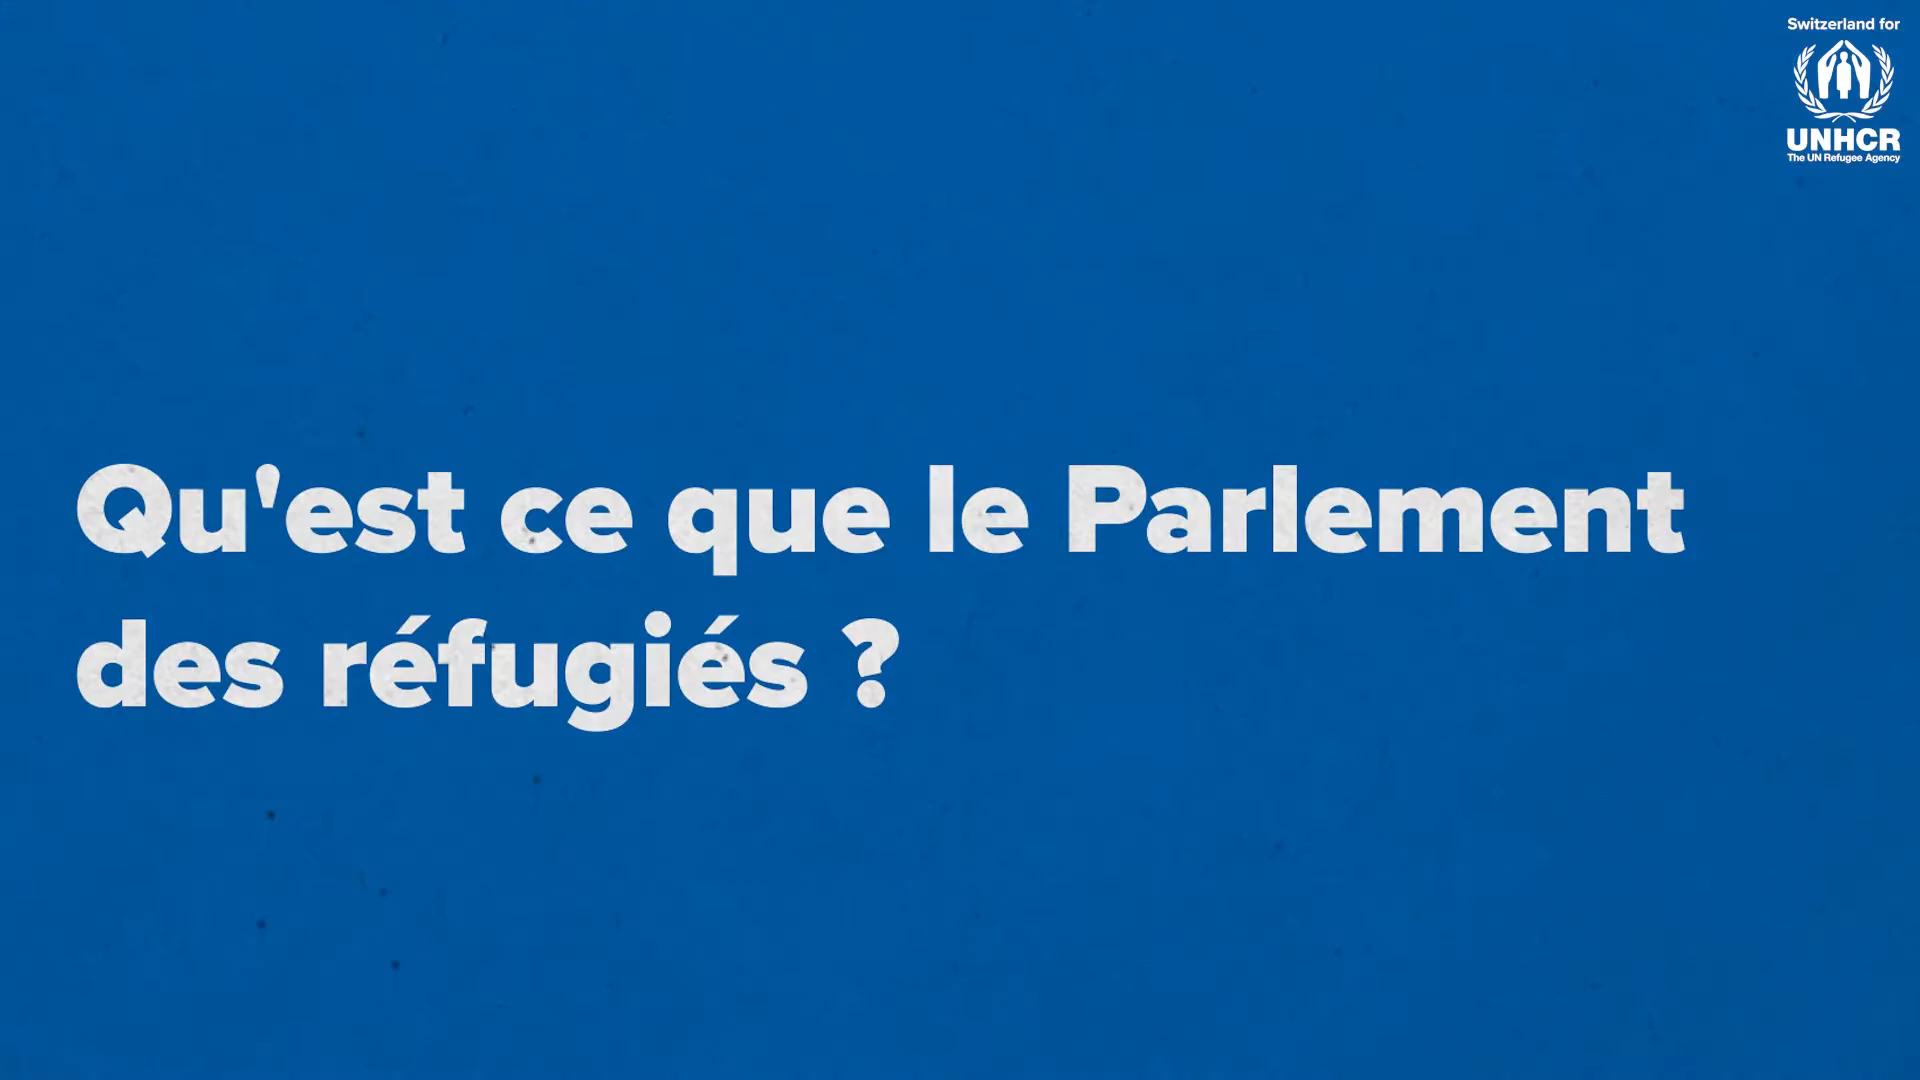 Switzerland for
UNHCR
The UN Refugee Agency
Qu'est ce que le Parlement
des réfugiés ?